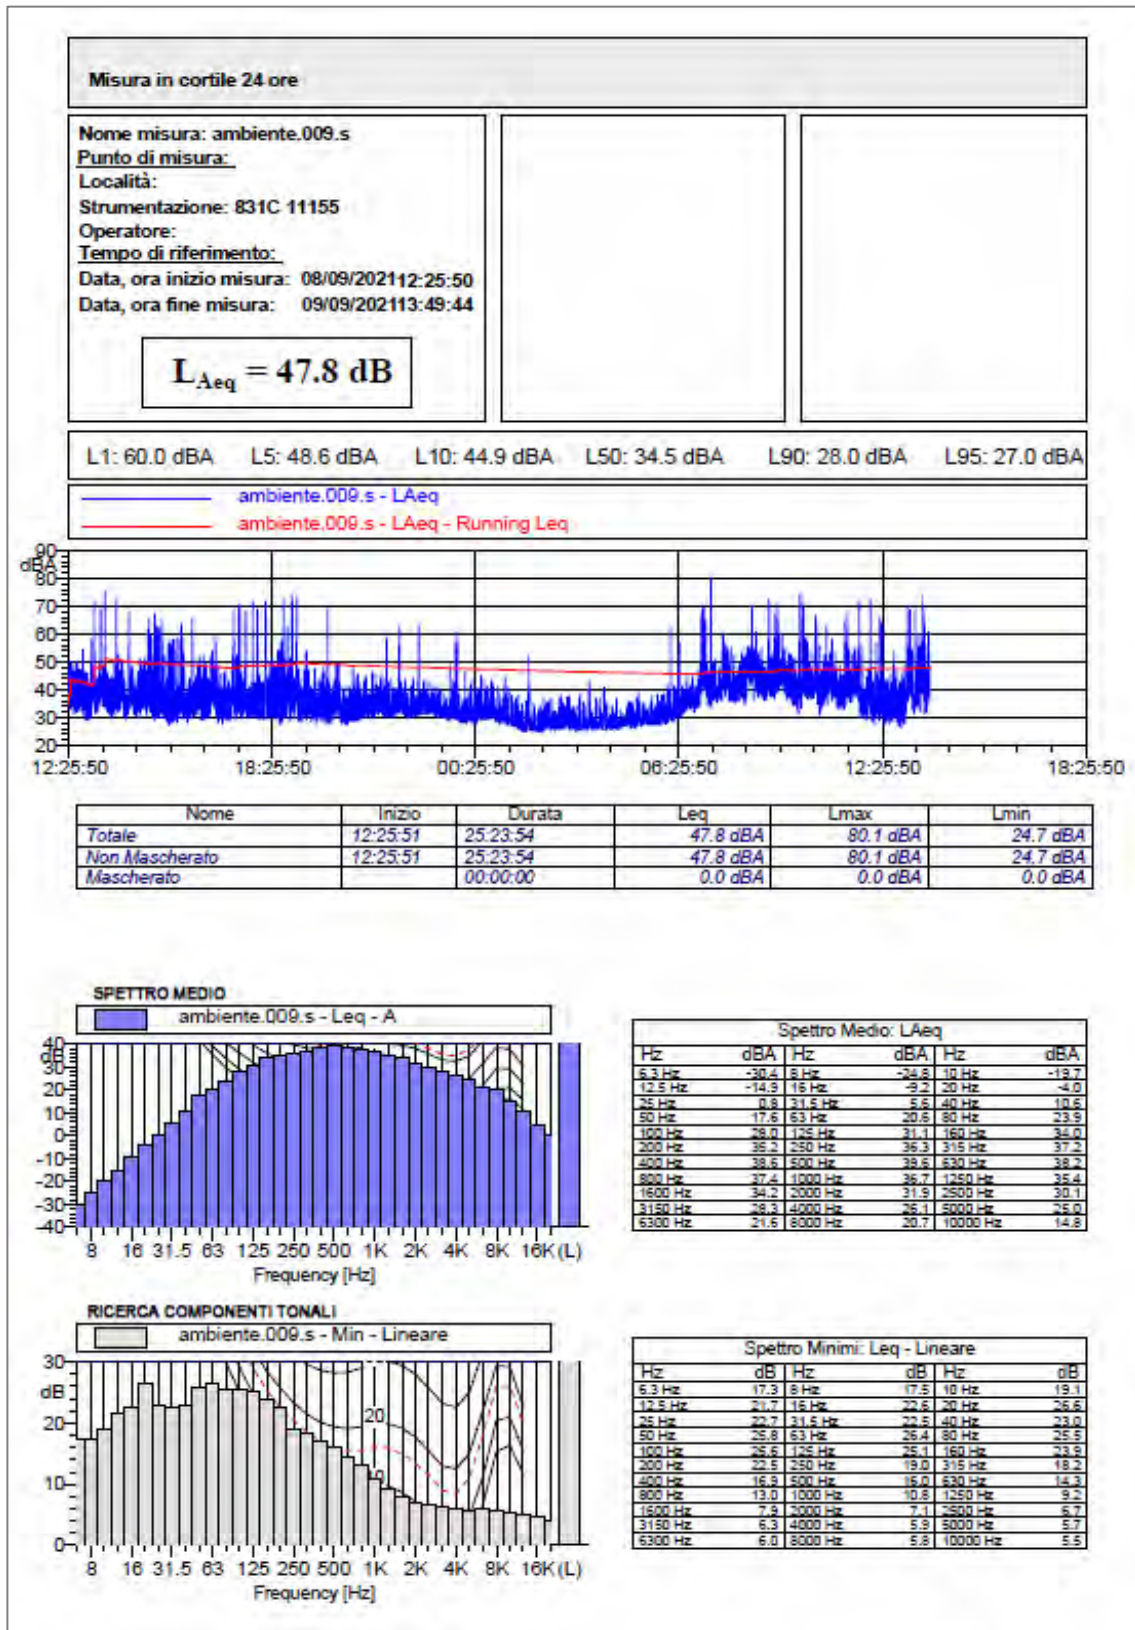 Misura in cortile 24 ore
Nome misura: ambiente.009.s
Punto di misura:
Località:
Strumentazione: 831C 11155
Operatore:
Tempo di riferimento:
Data, ora inizio misura: 08/09/2021 12:25:50
Data, ora fine misura: 09/09/2021 13:49:44
LAeq = 47.8 dB
L1: 60.0 dBA L5: 48.6 dBA L10: 44.9 dBA L50: 34.5 dBA L90: 28.0 dBA L95: 27.0 dBA
ambiente.009.s - LAeq
ambiente.009.s - LAeq - Running Leq
90
dBA
80
70
60
50
40
30
20
12:25:50 18:25:50 00:25:50 06:25:50 12:25:50 18:25:50
Nome Inizio Durata Leq Lmax Lmin
Totale 12:25:51 25:23:54 47.8 dBA 80.1 dBA 24.7 dBA
Non Mascherato 12:25:51 25:23:54 47.8 dBA 80.1 dBA 24.7 dBA
Mascherato 00:00:00 0.0 dBA 0.0 dBA 0.0 dBA
SPETTRO MEDIO
ambiente.009.s - Leq - A
40
dB
30
20
10
0
-10
-20
-30
-40
8 16 31.5 63 125 250 500 1K 2K 4K 8K 16K (L)
Frequency [Hz]
Spettro Medio: LAeq
Hz dBA Hz dBA Hz dBA
6.3 Hz -30.4 8 Hz -24.8 10 Hz -19.7
12.5 Hz -14.9 16 Hz -9.2 20 Hz -4.0
25 Hz 0.8 31.5 Hz 5.6 40 Hz 10.6
50 Hz 17.6 63 Hz 20.6 80 Hz 23.9
100 Hz 28.0 125 Hz 31.1 160 Hz 34.0
200 Hz 35.2 250 Hz 36.3 315 Hz 37.2
400 Hz 38.6 500 Hz 39.6 630 Hz 38.2
800 Hz 37.4 1000 Hz 36.7 1250 Hz 35.4
1600 Hz 34.2 2000 Hz 31.9 2500 Hz 30.1
3150 Hz 28.3 4000 Hz 26.1 5000 Hz 25.0
6300 Hz 21.6 8000 Hz 20.7 10000 Hz 14.8
RICERCA COMPONENTI TONALI
ambiente.009.s - Min - Lineare
30
dB
20
10
0
20
8 16 31.5 63 125 250 500 1K 2K 4K 8K 16K (L)
Frequency [Hz]
Spettro Minimi: Leq - Lineare
Hz dB Hz dB Hz dB
6.3 Hz 17.3 8 Hz 17.5 10 Hz 19.1
12.5 Hz 21.7 16 Hz 22.6 20 Hz 26.6
25 Hz 22.7 31.5 Hz 22.5 40 Hz 23.0
50 Hz 25.8 63 Hz 26.4 80 Hz 25.5
100 Hz 25.6 125 Hz 25.1 160 Hz 23.9
200 Hz 22.5 250 Hz 19.0 315 Hz 18.2
400 Hz 16.9 500 Hz 16.0 630 Hz 14.3
800 Hz 13.0 1000 Hz 10.8 1250 Hz 9.2
1600 Hz 7.9 2000 Hz 7.1 2500 Hz 6.7
3150 Hz 6.3 4000 Hz 5.9 5000 Hz 5.7
6300 Hz 6.0 8000 Hz 5.8 10000 Hz 5.5